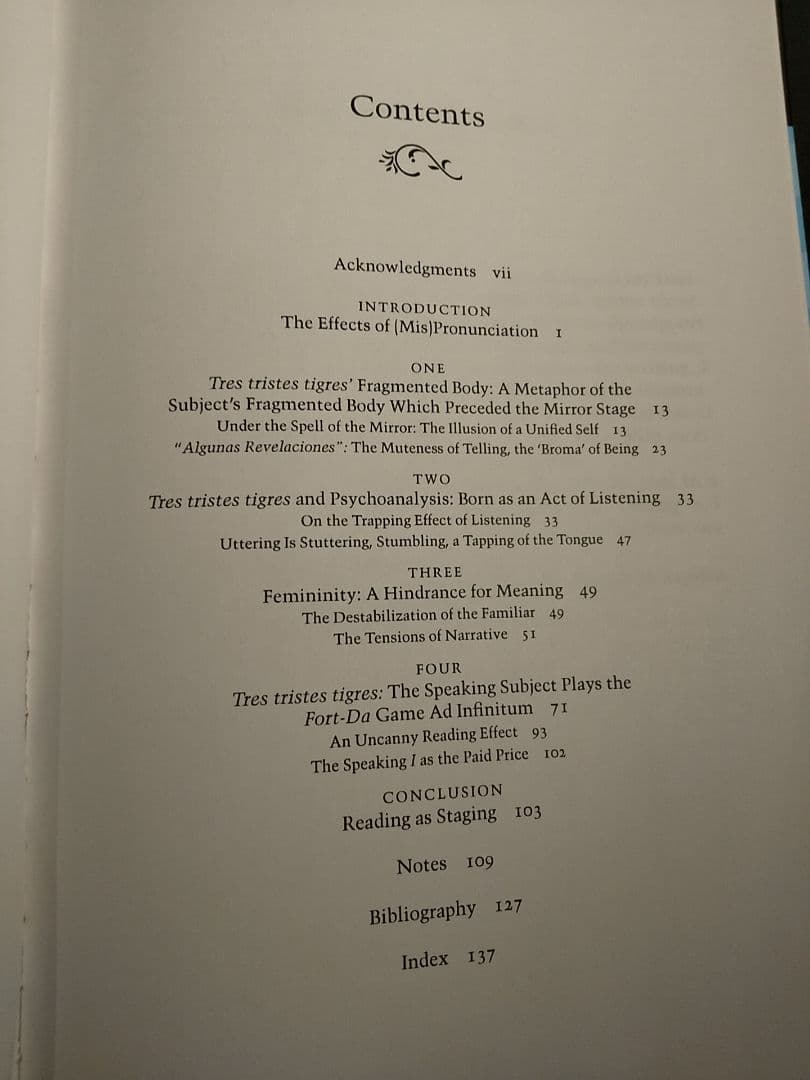 Contents
Acknowledgments vii
INTRODUCTION
The Effects of (Mis)Pronunciation 1
ONE
Tres tristes tigres' Fragmented Body: A Metaphor of the
Subject's Fragmented Body Which Preceded the Mirror Stage 13
Under the Spell of the Mirror: The Illusion of a Unified Self 13
"Algunas Revelaciones": The Muteness of Telling, the 'Broma' of Being 23
TWO
Tres tristes tigres and Psychoanalysis: Born as an Act of Listening 33
On the Trapping Effect of Listening 33
Uttering Is Stuttering, Stumbling, a Tapping of the Tongue 47
THREE
Femininity: A Hindrance for Meaning 49
The Destabilization of the Familiar 49
The Tensions of Narrative 51
FOUR
Tres tristes tigres: The Speaking Subject Plays the
Fort-Da Game Ad Infinitum 71
An Uncanny Reading Effect 93
The Speaking I as the Paid Price 102
CONCLUSION
Reading as Staging 103
Notes 109
Bibliography 127
Index 137